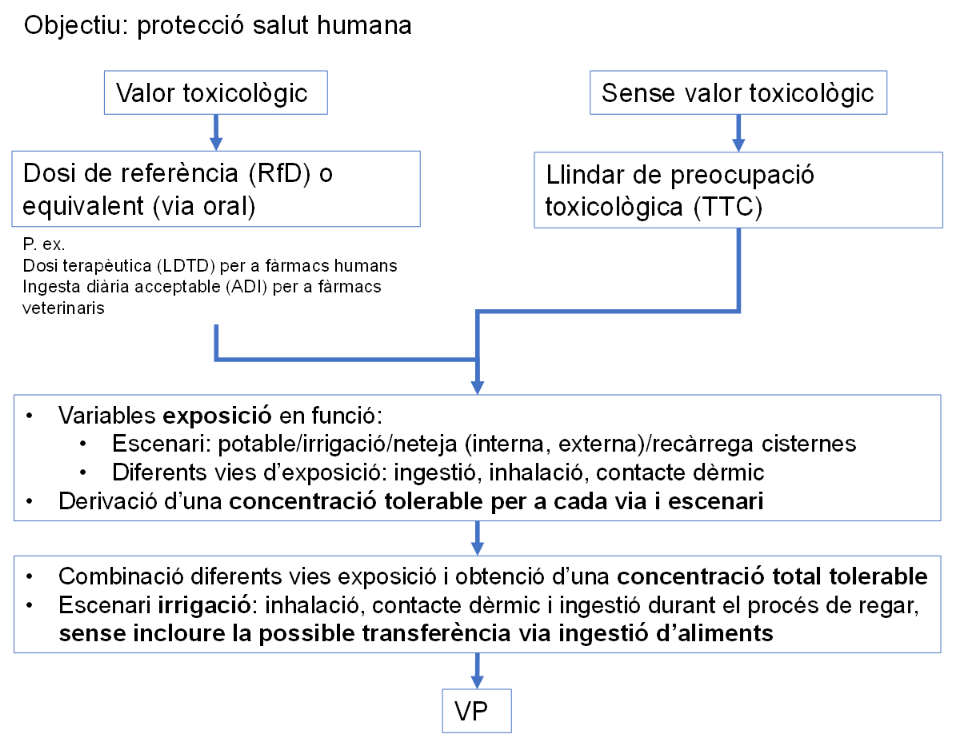 Objectiu: protecció salut humana
Valor toxicològic
Sense valor toxicològic
Dosi de referència (RfD) o
equivalent (via oral)
Llindar de preocupació
toxicològica (TTC)
P. ex.
Dosi terapèutica (LDTD) per a fàrmacs humans
Ingesta diària acceptable (ADI) per a fàrmacs
veterinaris
• Variables exposició en funció:
• Escenari: potable/irrigació/neteja (interna, externa)/recàrrega cisternes
• Diferents vies d’exposició: ingestió, inhalació, contacte dèrmic
• Derivació d’una concentració tolerable per a cada via i escenari
• Combinació diferents vies exposició i obtenció d’una concentració total tolerable
• Escenari irrigació: inhalació, contacte dèrmic i ingestió durant el procés de regar,
sense incloure la possible transferència via ingestió d’aliments
VP